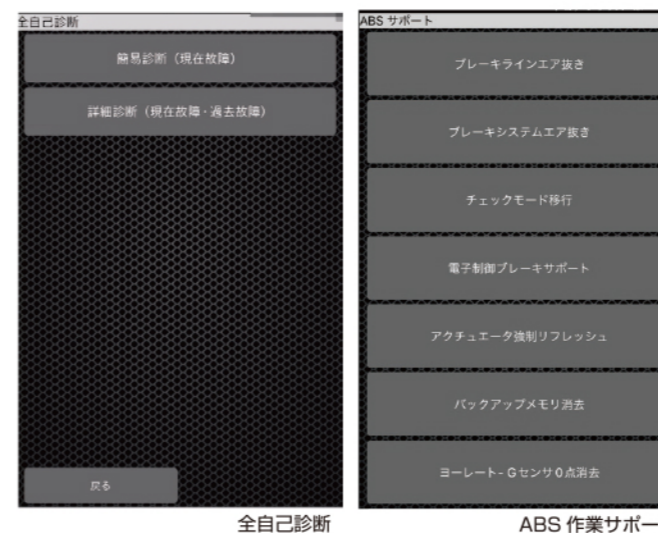 全自己診断
簡易診断（現在故障）
詳細診断（現在故障・過去故障）
戻る
全自己診断
ABS サポート
ブレーキラインエア抜き
ブレーキシステムエア抜き
チェックモード移行
電子制御ブレーキサポート
アクチュエータ強制リフレッシュ
バックアップメモリ消去
ヨーレート-Gセンサ0点消去
ABS 作業サポー